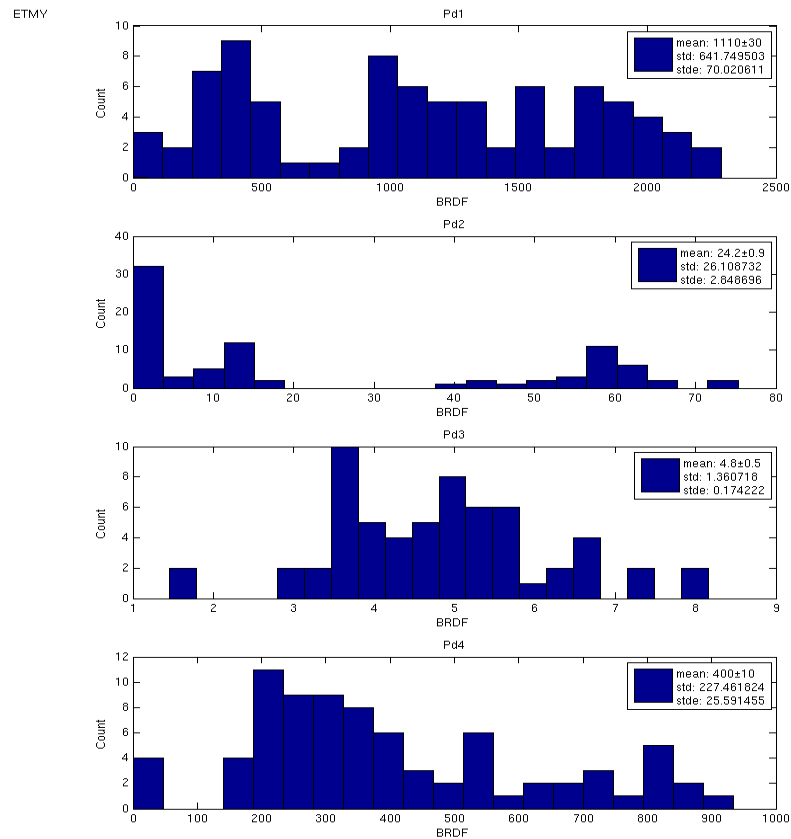 ETMY
Pd1
10
8
6
4
2
0
Count
mean: 1110±30
std: 641.749503
stde: 70.020611
0 500 1000 1500 2000 2500
BRDF
Pd2
40
30
20
10
0
Count
mean: 24.2±0.9
std: 26.108732
stde: 2.848696
0 10 20 30 40 50 60 70 80
BRDF
Pd3
10
8
6
4
2
0
Count
mean: 4.8±0.5
std: 1.360718
stde: 0.174222
1 2 3 4 5 6 7 8 9
BRDF
Pd4
12
10
8
6
4
2
0
Count
mean: 400±10
std: 227.461824
stde: 25.591455
0 100 200 300 400 500 600 700 800 900 1000
BRDF